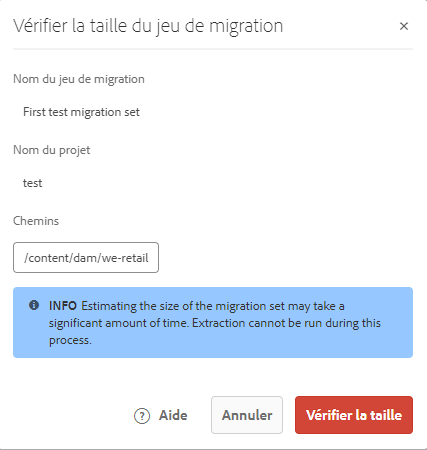 Vérifier la taille du jeu de migration
Nom du jeu de migration
First test migration set
Nom du projet
test
Chemins
/content/dam/we-retail
INFO Estimating the size of the migration set may take a
significant amount of time. Extraction cannot be run during this
process.
Aide Annuler Vérifier la taille